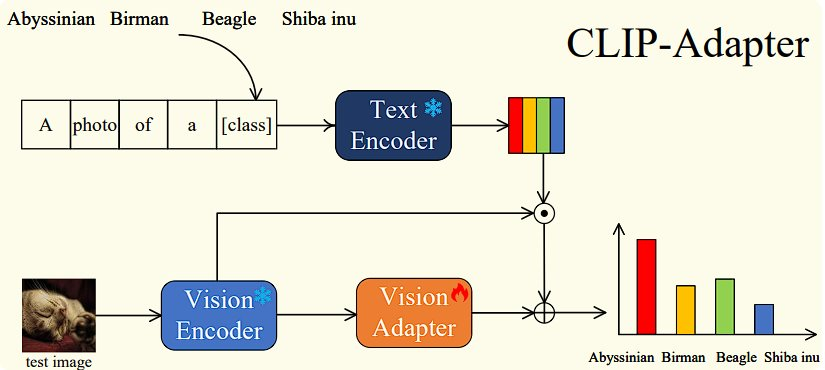 Abyssinian Birman Beagle Shiba inu
CLIP-Adapter
A photo of a [class]
Text
Encoder
Vision
Encoder
Vision
Adapter
test image
Abyssinian Birman Beagle Shiba inu